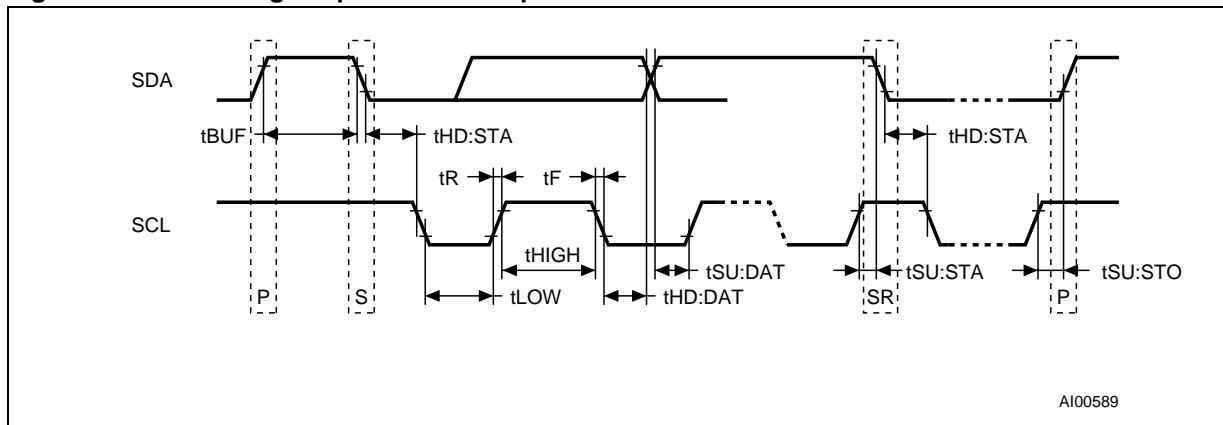 SDA
tBUF
tHD:STA
tHD:STA
tR
tF
SCL
tHIGH
tSU:DAT
tSU:STA
tSU:STO
P
S
tLOW
tHD:DAT
SR
P
AI00589